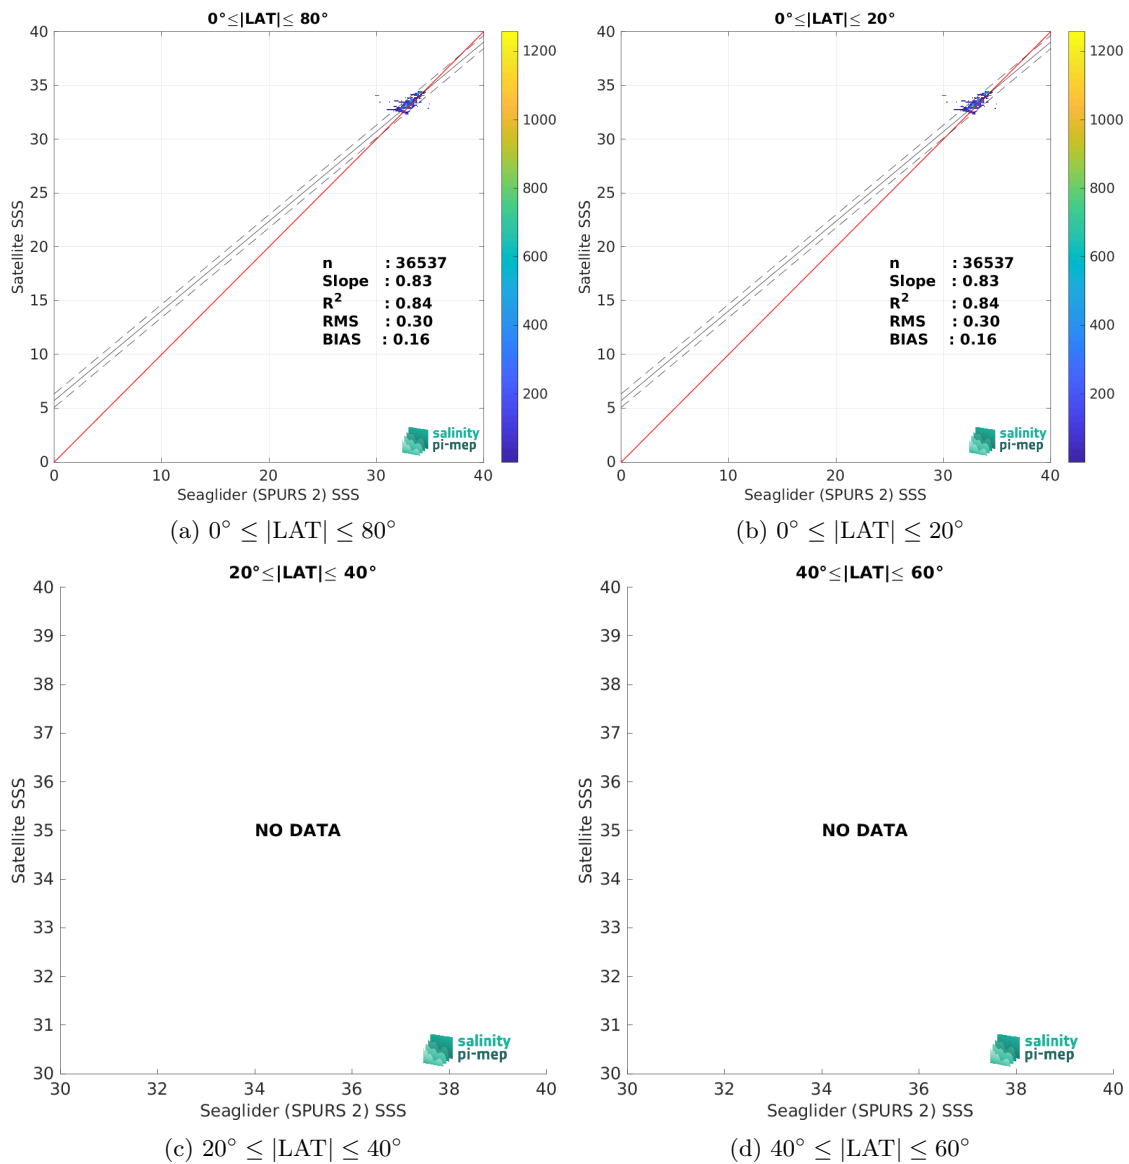 0°≤|LAT|≤ 80°
Satellite SSS
40
35
30
25
20
15
10
5
0
0 10 20 30 40
Seaglider (SPURS 2) SSS
n : 36537
Slope : 0.83
R² : 0.84
RMS : 0.30
BIAS : 0.16
salinity
pi-mep
1200
1000
800
600
400
200
(a) 0° ≤ |LAT| ≤ 80°
0°≤|LAT|≤ 20°
Satellite SSS
40
35
30
25
20
15
10
5
0
0 10 20 30 40
Seaglider (SPURS 2) SSS
n : 36537
Slope : 0.83
R² : 0.84
RMS : 0.30
BIAS : 0.16
salinity
pi-mep
1200
1000
800
600
400
200
(b) 0° ≤ |LAT| ≤ 20°
20°≤|LAT|≤ 40°
Satellite SSS
40
39
38
37
36
35
34
33
32
31
30
NO DATA
salinity
pi-mep
30 32 34 36 38 40
Seaglider (SPURS 2) SSS
(c) 20° ≤ |LAT| ≤ 40°
40°≤|LAT|≤ 60°
Satellite SSS
40
39
38
37
36
35
34
33
32
31
30
NO DATA
salinity
pi-mep
30 32 34 36 38 40
Seaglider (SPURS 2) SSS
(d) 40° ≤ |LAT| ≤ 60°